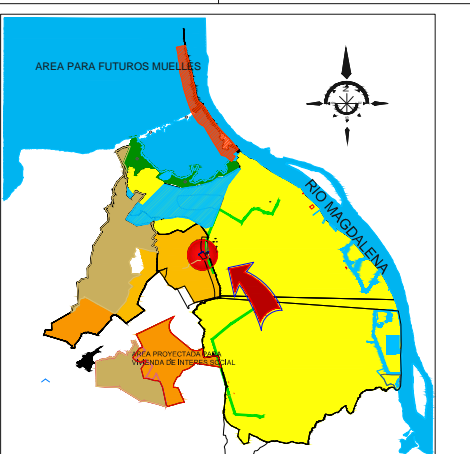 AREA PARA FUTUROS MUELLES
RIO MAGDALENA
AREA PROYECTADA PARA
VIVIENDA DE INTERES SOCIAL